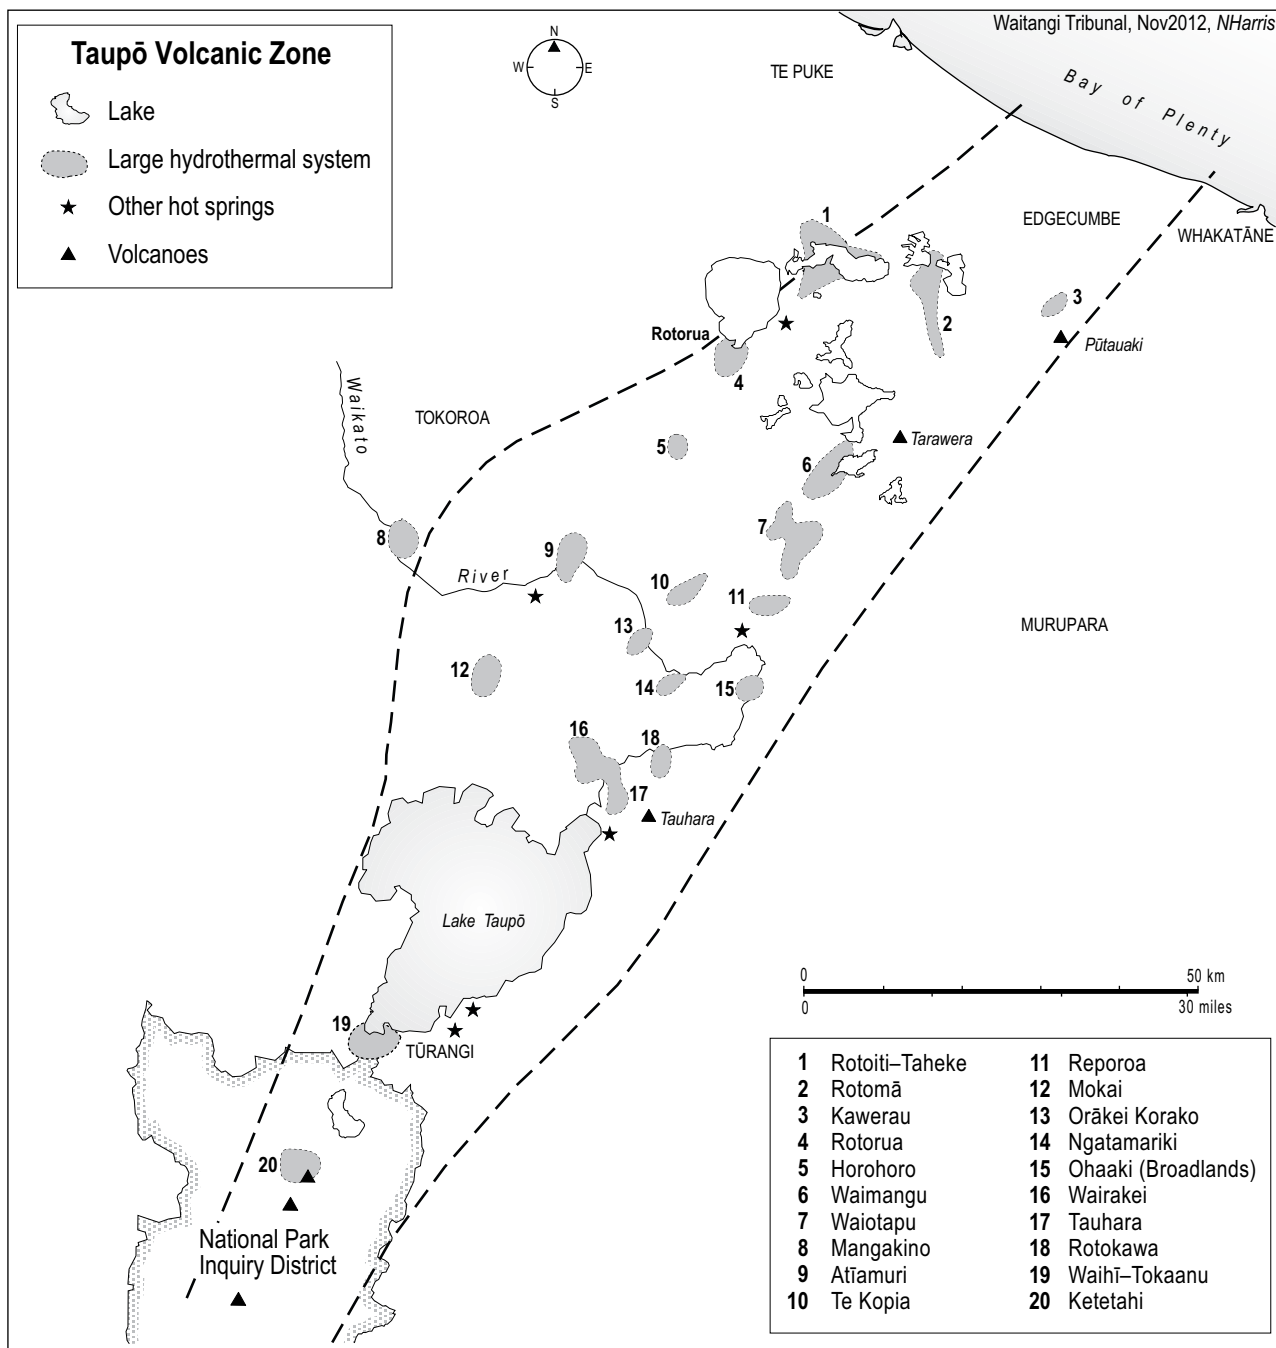 Waitangi Tribunal, Nov2012, NHarris
Taupō Volcanic Zone
Lake
Large hydrothermal system
Other hot springs
Volcanoes
N
W
E
S
TE PUKE
Bay of Plenty
EDGECUMBE
WHAKATĀNE
1
2
3
Pūtauaki
Rotorua
4
Waikato
TOKOROA
5
Tarawera
6
7
8
9
River
10
11
MURUPARA
13
12
14
15
16
18
17
Tauhara
Lake Taupō
0
50 km
0
30 miles
19
TŪRANGI
20
National Park
Inquiry District
1 Rotoiti–Taheke
2 Rotomā
3 Kawerau
4 Rotorua
5 Horohoro
6 Waimangu
7 Waiotapu
8 Mangakino
9 Atīamuri
10 Te Kopia
11 Reporoa
12 Mokai
13 Orākei Korako
14 Ngatamariki
15 Ohaaki (Broadlands)
16 Wairakei
17 Tauhara
18 Rotokawa
19 Waihī–Tokaanu
20 Ketetahi